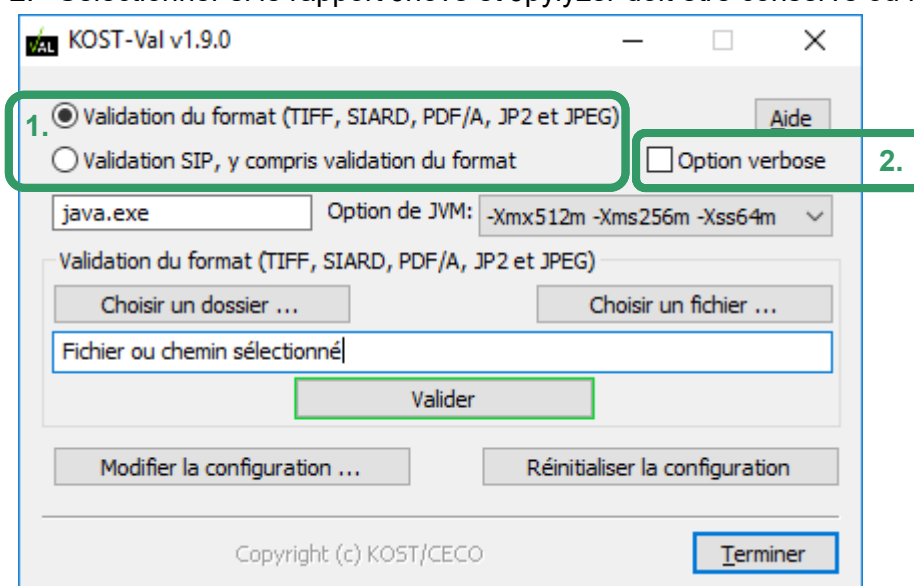 KOST-Val v1.9.0
1.
Validation du format (TIFF, SIARD, PDF/A, JP2 et JPEG)
Aide
Validation SIP, y compris validation du format
Option verbose
2.
java.exe
Option de JVM:
-Xmx512m -Xms256m -Xss64m
Validation du format (TIFF, SIARD, PDF/A, JP2 et JPEG)
Choisir un dossier ...
Choisir un fichier ...
Fichier ou chemin sélectionné
Valider
Modifier la configuration ...
Réinitialiser la configuration
Copyright (c) KOST/CECO
Terminer